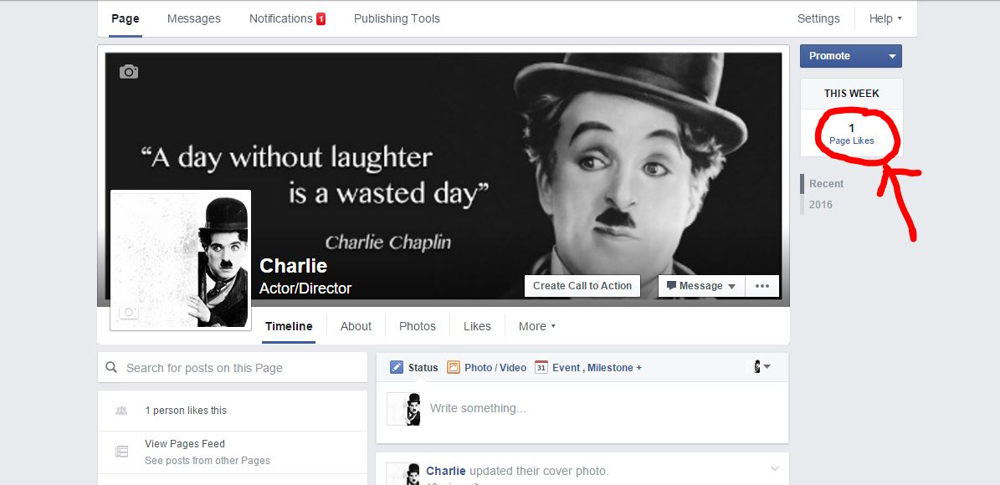 Page
Messages
Notifications 1
Publishing Tools
Settings
Help
“A day without laughter
is a wasted day”
Charlie Chaplin
Charlie
Actor/Director
Create Call to Action
Message
Promote
THIS WEEK
1
Page Likes
Recent
2016
Timeline
About
Photos
Likes
More
Search for posts on this Page
1 person likes this
View Pages Feed
See posts from other Pages
Status
Photo / Video
31
Event , Milestone +
Write something...
Charlie updated their cover photo.